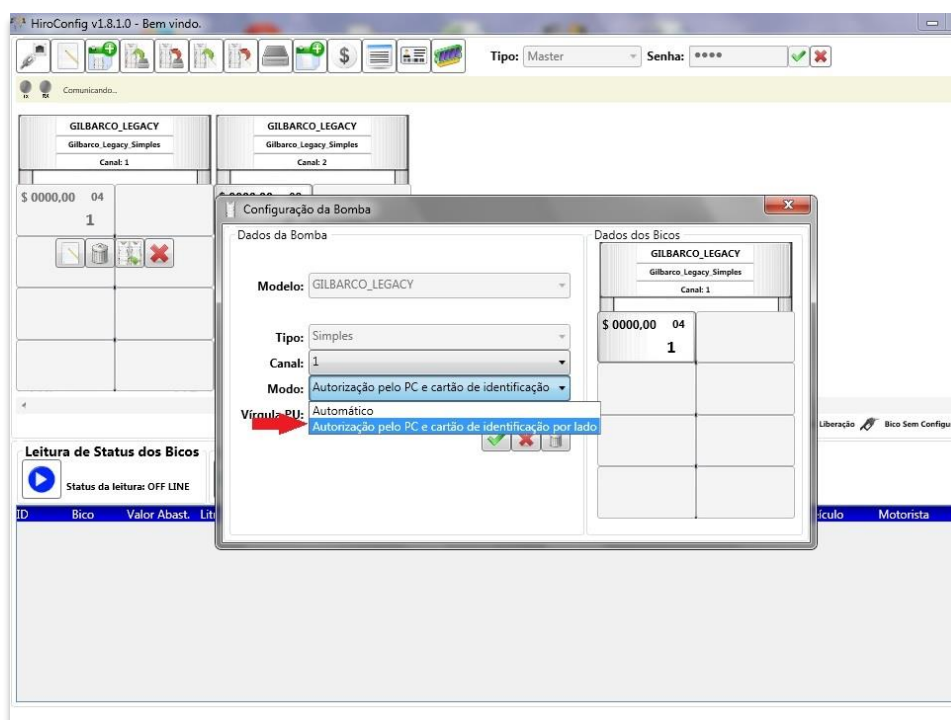 HiroConfig v1.8.1.0 - Bem vindo.
$
Tipo: Master Senha: ••••
Comunicando..
GILBARCO_LEGACY
Gilbarco_Legacy_Simples
Canal: 1
GILBARCO_LEGACY
Gilbarco_Legacy_Simples
Canal: 2
$ 0000,00 04
1
Configuração da Bomba
Dados da Bomba
Modelo: GILBARCO_LEGACY
Tipo: Simples
Canal: 1
Modo: Autorização pelo PC e cartão de identificação
Vírgula PU:
Automático
Autorização pelo PC e cartão de identificação por lado
Dados dos Bicos
GILBARCO_LEGACY
Gilbarco_Legacy_Simples
Canal: 1
$ 0000,00 04
1
Liberação Bico Sem Configu
Leitura de Status dos Bicos
Status da leitura: OFF LINE
ID Bico Valor Abast. Lit ículo Motorista